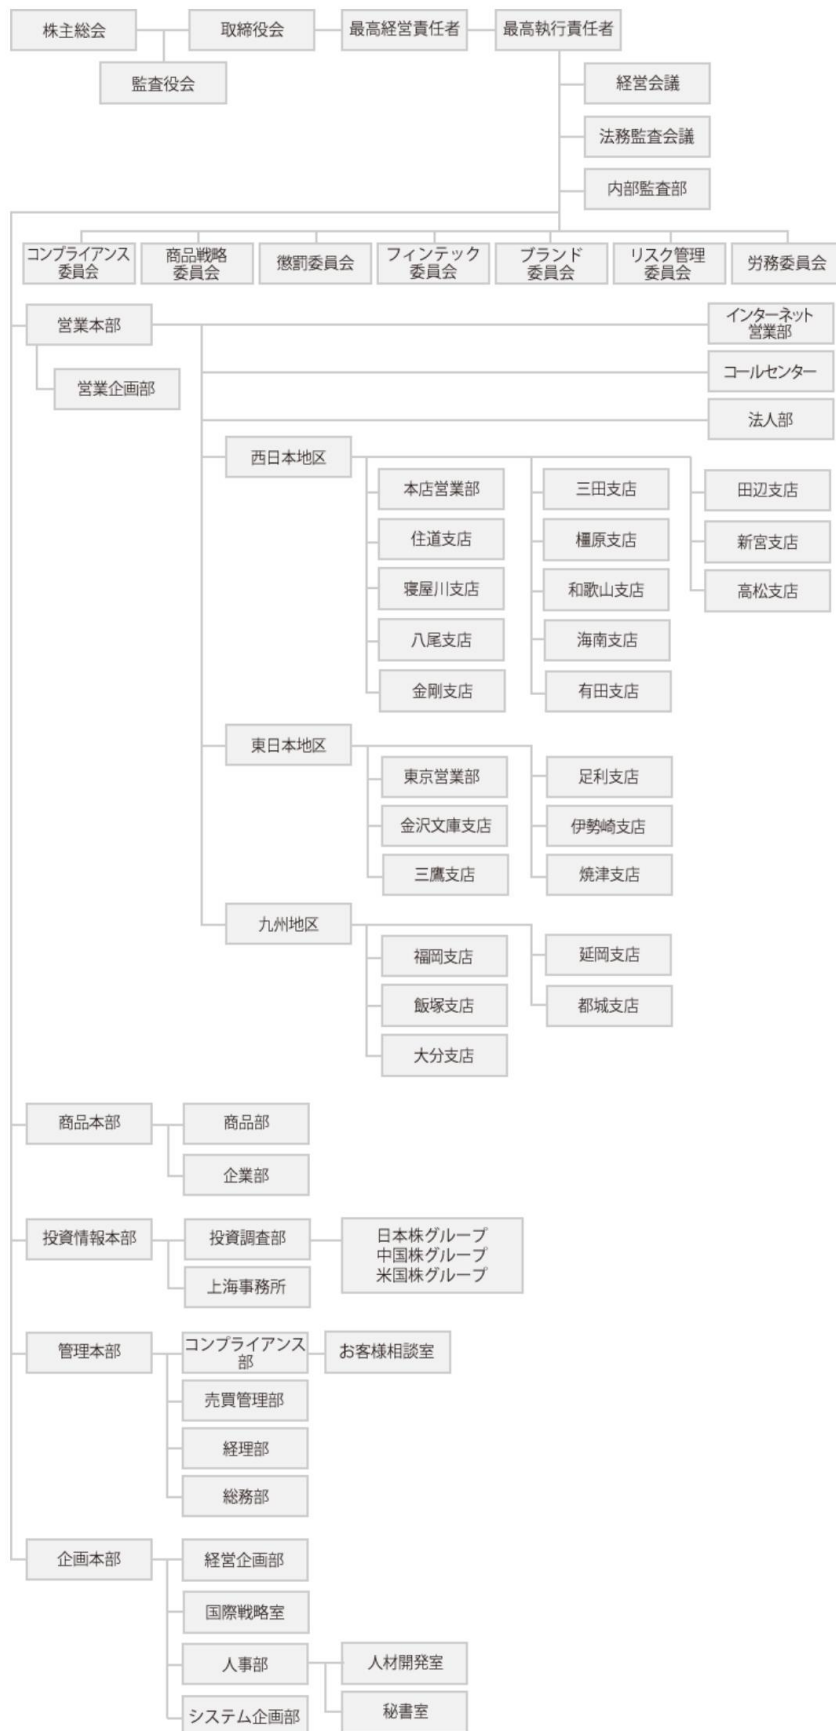 株主総会
取締役会
最高経営責任者
最高執行責任者
監査役会
経営会議
法務監査会議
内部監査部
コンプライアンス
委員会
商品戦略
委員会
懲罰委員会
フィンテック
委員会
ブランド
委員会
リスク管理
委員会
労務委員会
営業本部
営業企画部
インターネット
営業部
コールセンター
法人部
西日本地区
本店営業部
住道支店
寝屋川支店
八尾支店
金剛支店
三田支店
橿原支店
和歌山支店
海南支店
有田支店
田辺支店
新宮支店
高松支店
東日本地区
東京営業部
金沢文庫支店
三鷹支店
足利支店
伊勢崎支店
焼津支店
九州地区
福岡支店
飯塚支店
大分支店
延岡支店
都城支店
商品本部
商品部
企業部
投資情報本部
投資調査部
日本株グループ
中国株グループ
米国株グループ
上海事務所
管理本部
コンプライアンス
部
お客様相談室
売買管理部
経理部
総務部
企画本部
経営企画部
国際戦略室
人事部
人材開発室
秘書室
システム企画部